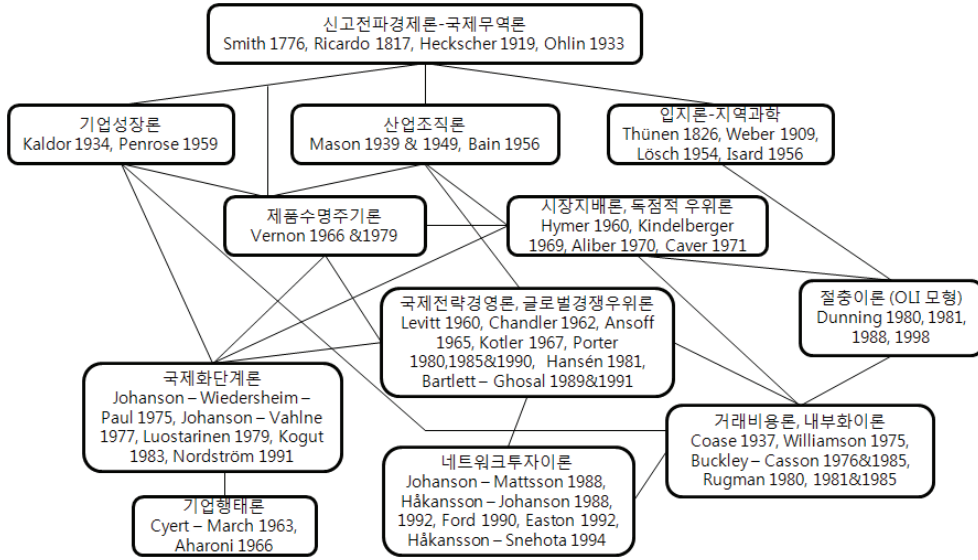 신고전파경제론-국제무역론
Smith 1776, Ricardo 1817, Heckscher 1919, Ohlin 1933
기업성장론
Kaldor 1934, Penrose 1959
산업조직론
Mason 1939 & 1949, Bain 1956
입지론-지역과학
Thünen 1826, Weber 1909,
Lösch 1954, Isard 1956
제품수명주기론
Vernon 1966 &1979
시장지배론, 독점적 우위론
Hymer 1960, Kindelberger
1969, Aliber 1970, Caver 1971
국제전략경영론, 글로벌경쟁우위론
Levitt 1960, Chandler 1962, Ansoff
1965, Kotler 1967, Porter
1980,1985&1990, Hansén 1981,
Bartlett – Ghosal 1989&1991
절충이론 (OLI 모형)
Dunning 1980, 1981,
1988, 1998
국제화단계론
Johanson – Wiedersheim –
Paul 1975, Johanson – Vahlne
1977, Luostarinen 1979, Kogut
1983, Nordström 1991
거래비용론, 내부화이론
Coase 1937, Williamson 1975,
Buckley – Casson 1976&1985,
Rugman 1980, 1981&1985
네트워크투자이론
Johanson – Mattsson 1988,
Håkansson – Johanson 1988,
1992, Ford 1990, Easton 1992,
Håkansson – Snehota 1994
기업행태론
Cyert – March 1963,
Aharoni 1966